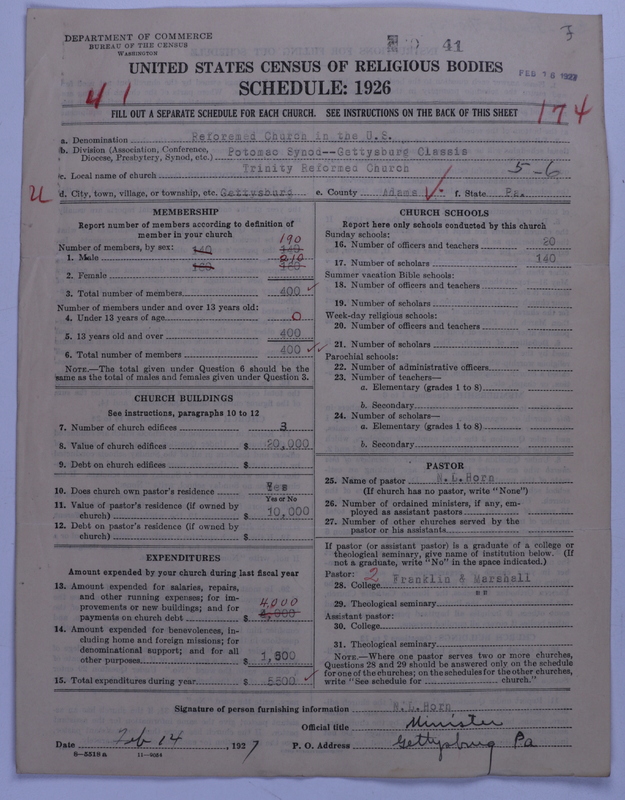 DEPARTMENT OF COMMERCE
BUREAU OF THE CENSUS
WASHINGTON
41
F
UNITED STATES CENSUS OF RELIGIOUS BODIES
FEB 16 1927
SCHEDULE: 1926
41
174
FILL OUT A SEPARATE SCHEDULE FOR EACH CHURCH. SEE INSTRUCTIONS ON THE BACK OF THIS SHEET
a. Denomination Reformed Church in the U.S.
b. Division (Association, Conference, Diocese, Presbytery, Synod, etc.) Potomac Synod--Gettysburg Classis
c. Local name of church Trinity Reformed Church 5-6
U
d. City, town, village, or township, etc. Gettysburg e. County Adams f. State Pa.
MEMBERSHIP
Report number of members according to definition of
member in your church
Number of members, by sex: 140 190
1. Male 210
2. Female
3. Total number of members 400
Number of members under and over 13 years old:
4. Under 13 years of age 0
5. 13 years old and over 400
6. Total number of members 400
NOTE.—The total given under Question 6 should be the
same as the total of males and females given under Question 3.
CHURCH BUILDINGS
See instructions, paragraphs 10 to 12
7. Number of church edifices 3
8. Value of church edifices $ 20,000
9. Debt on church edifices $
10. Does church own pastor's residence Yes
Yes or No
11. Value of pastor's residence (if owned by
church) $ 10,000
12. Debt on pastor's residence (if owned by
church) $
EXPENDITURES
Amount expended by your church during last fiscal year
13. Amount expended for salaries, repairs,
and other running expenses; for im-
provements or new buildings; and for 4,000
payments on church debt $
14. Amount expended for benevolences, in-
cluding home and foreign missions; for
denominational support; and for all
other purposes $ 1,500
15. Total expenditures during year $ 5500
CHURCH SCHOOLS
Report here only schools conducted by this church
Sunday schools:
16. Number of officers and teachers 20
17. Number of scholars 140
Summer vacation Bible schools:
18. Number of officers and teachers
19. Number of scholars
Week-day religious schools:
20. Number of officers and teachers
21. Number of scholars
Parochial schools:
22. Number of administrative officers
23. Number of teachers—
a. Elementary (grades 1 to 8)
b. Secondary
24. Number of scholars—
a. Elementary (grades 1 to 8)
b. Secondary
PASTOR
25. Name of pastor N.L.Horn
(If church has no pastor, write "None")
26. Number of ordained ministers, if any, em-
ployed as assistant pastors
27. Number of other churches served by the
pastor or his assistants
If pastor (or assistant pastor) is a graduate of a college or
theological seminary, give name of institution below. (If
not a graduate, write "No" in the space indicated.)
Pastor: 2
28. College Franklin & Marshall
29. Theological seminary "
Assistant pastor:
30. College
31. Theological seminary
NOTE.—Where one pastor serves two or more churches,
Questions 28 and 29 should be answered only on the schedule
for one of the churches; on the schedules for the other churches,
write "See schedule for church."
Signature of person furnishing information N.L.Horn
Official title Minister
Date Feb 14, 1927 P. O. Address Gettysburg Pa
8—5519a 11—9054